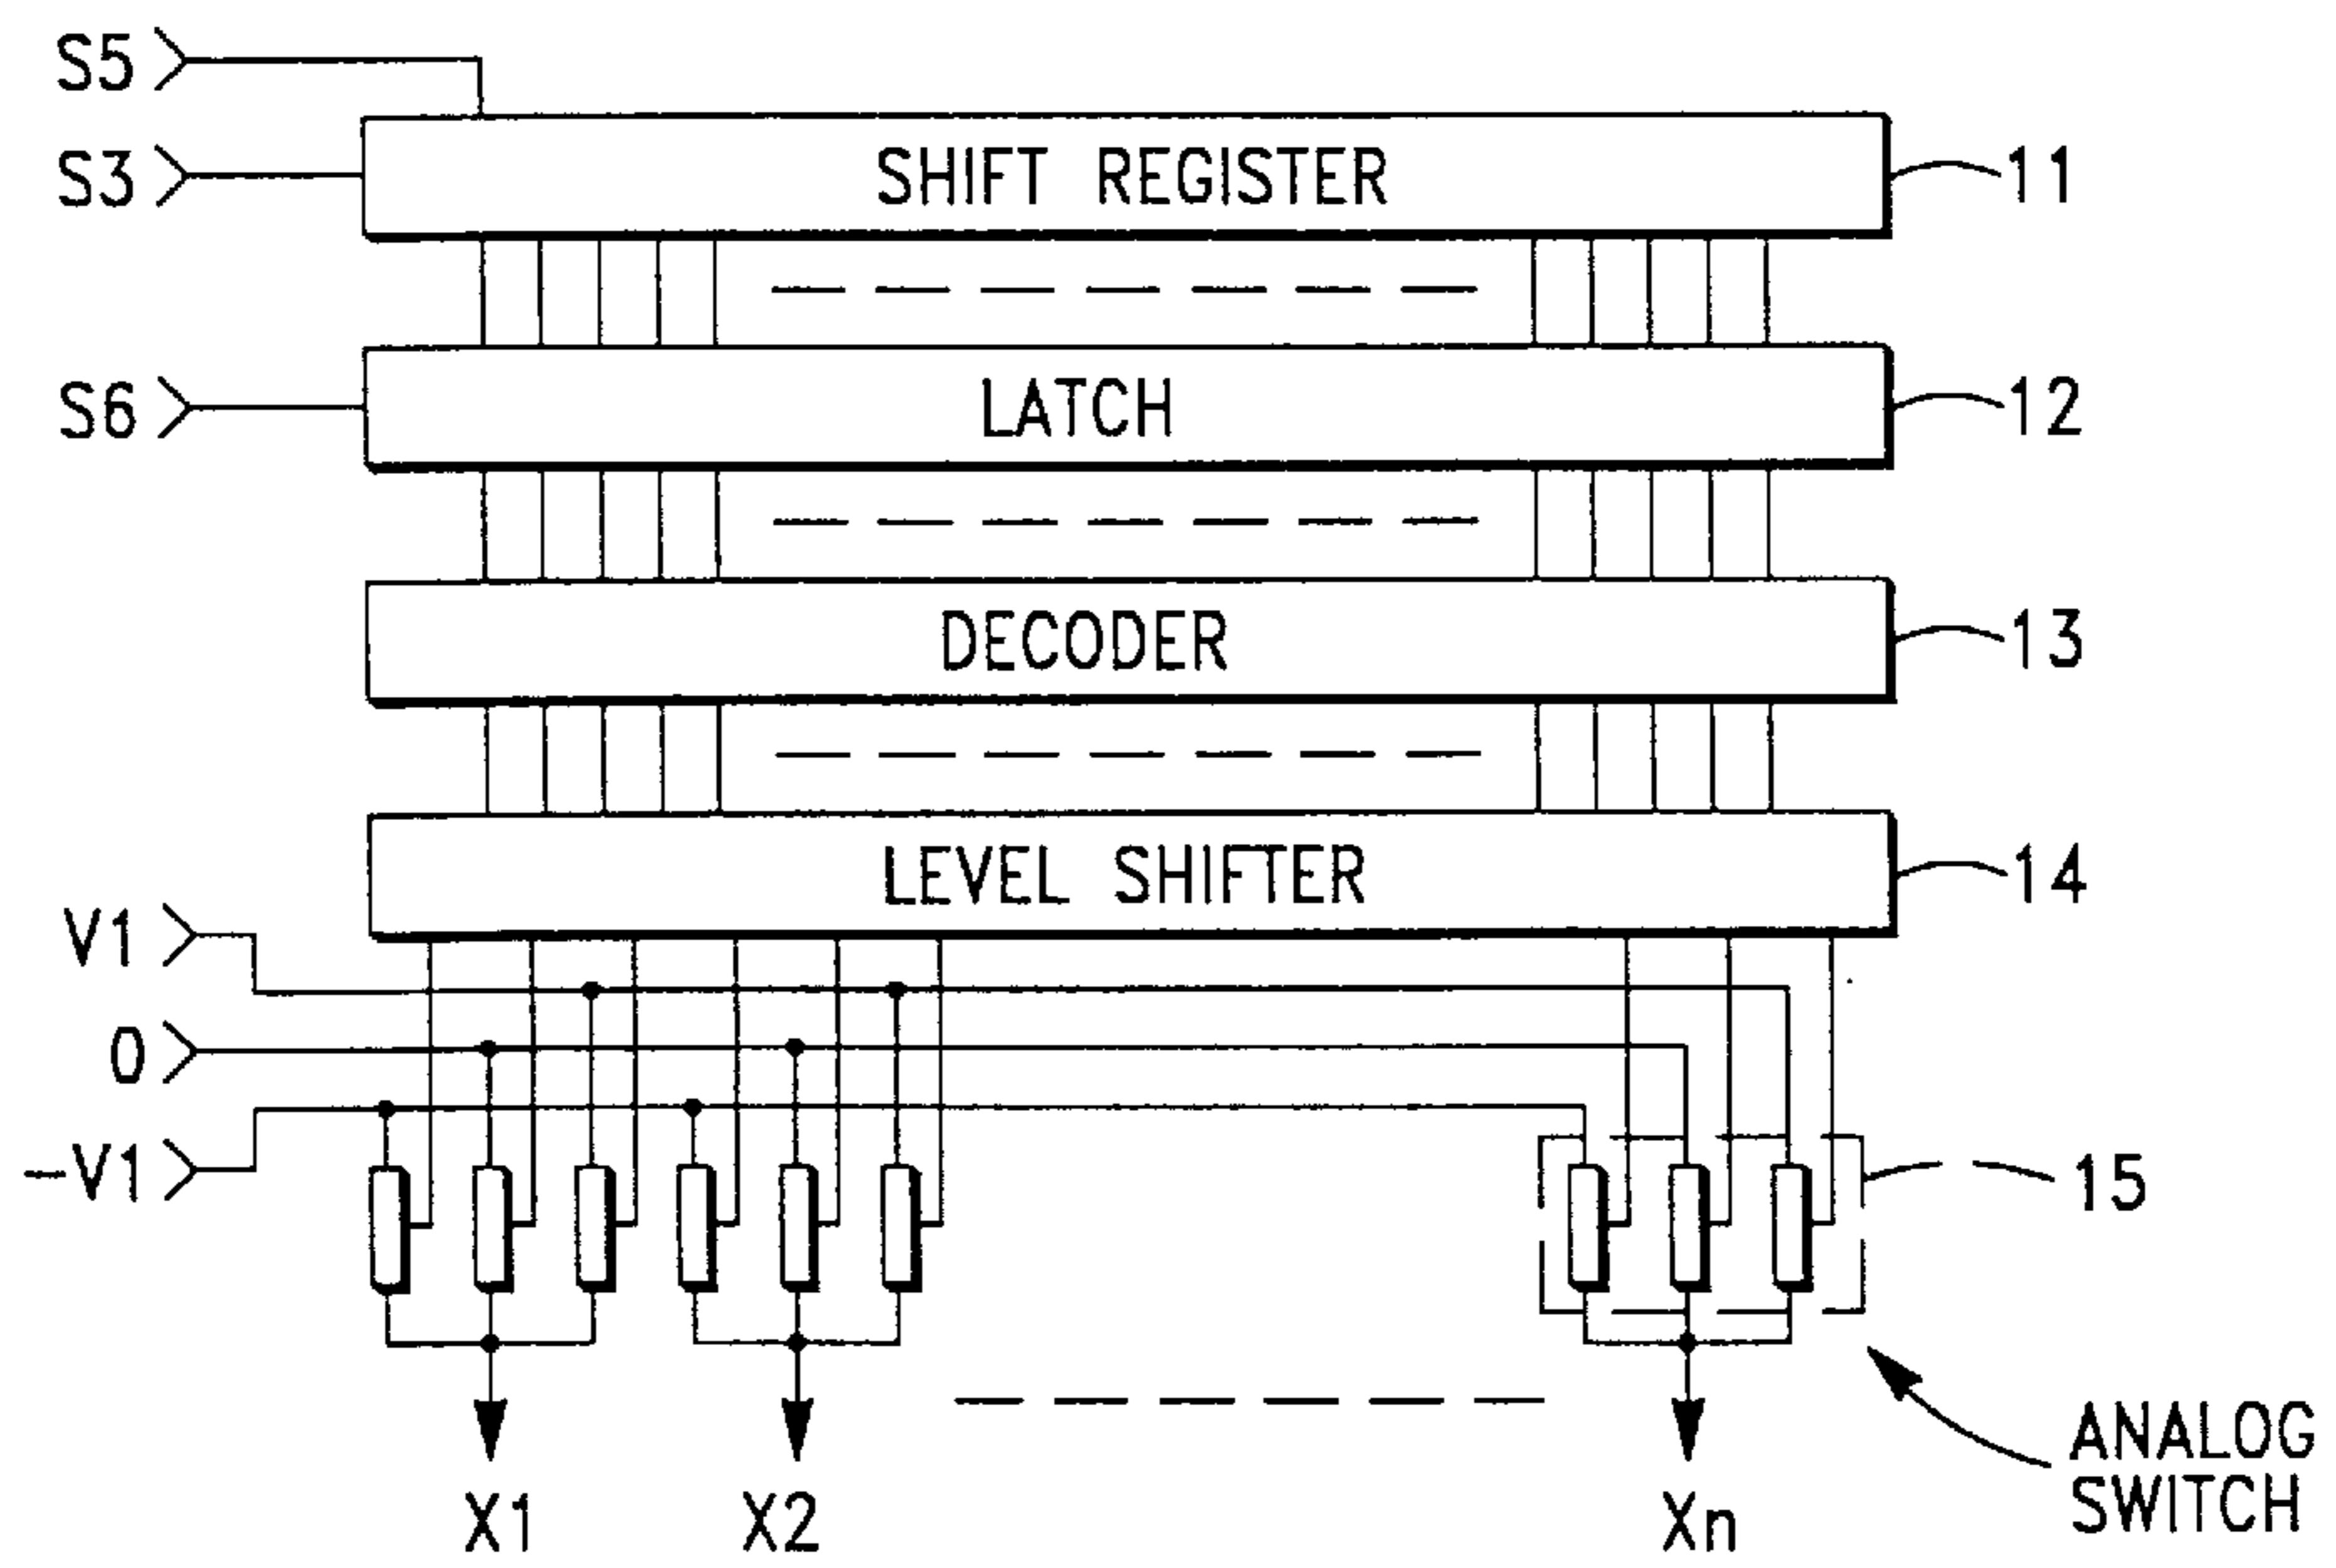 S5
S3
SHIFT REGISTER
11
S6
LATCH
12
DECODER
13
LEVEL SHIFTER
14
V1
0
-V1
15
X1
X2
Xn
ANALOG
SWITCH